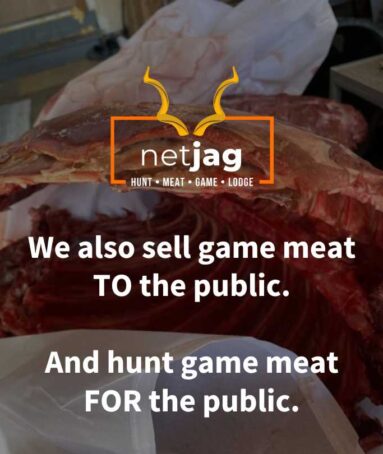 netjag
HUNT • MEAT • GAME • LODGE
We also sell game meat
TO the public.
And hunt game meat
FOR the public.